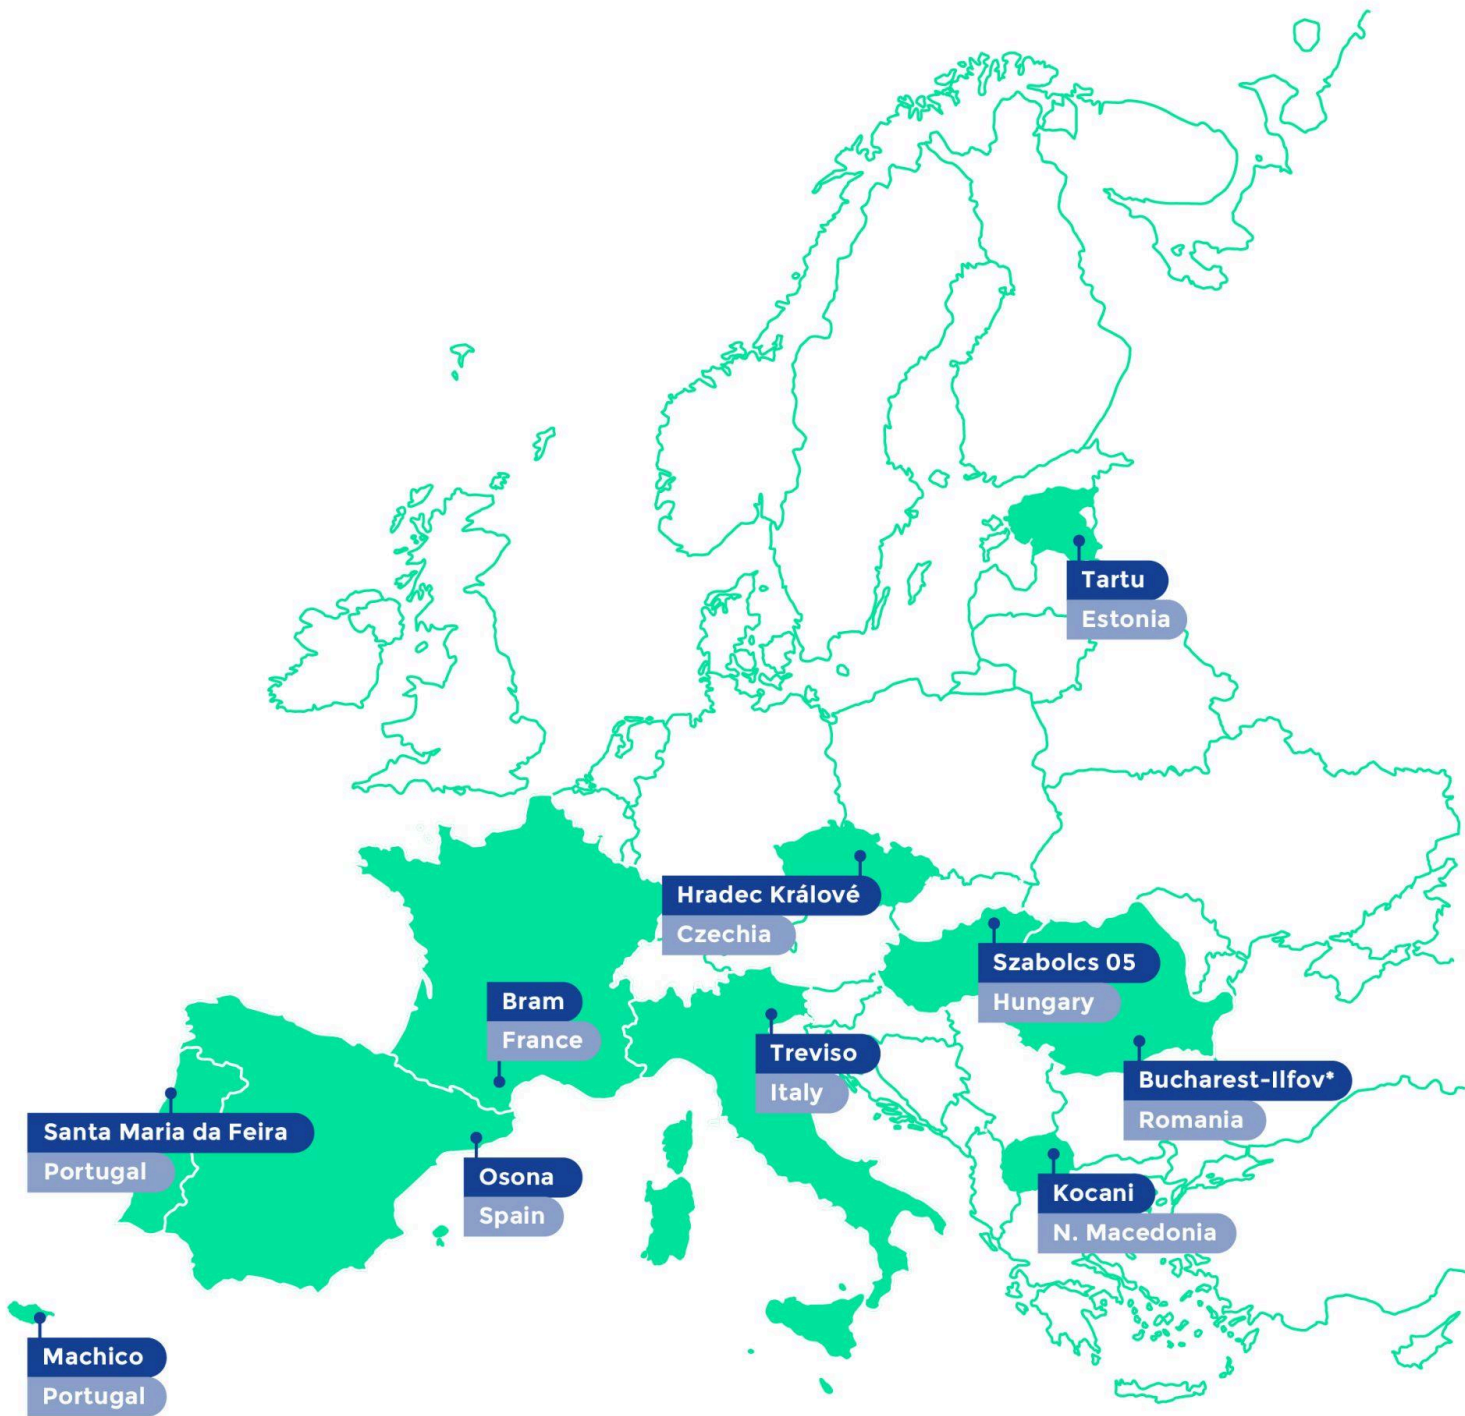 Tartu
Estonia
Hradec Králové
Czechia
Szabolcs 05
Hungary
Bram
France
Treviso
Italy
Bucharest-Ilfov*
Romania
Santa Maria da Feira
Portugal
Osona
Spain
Kocani
N. Macedonia
Machico
Portugal